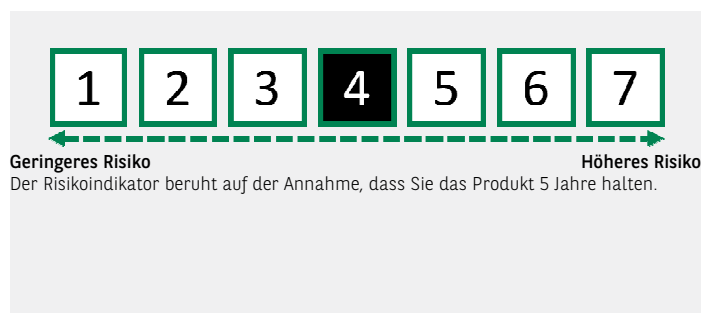 1 2 3 4 5 6 7
Geringeres Risiko Höheres Risiko
Der Risikoindikator beruht auf der Annahme, dass Sie das Produkt 5 Jahre halten.